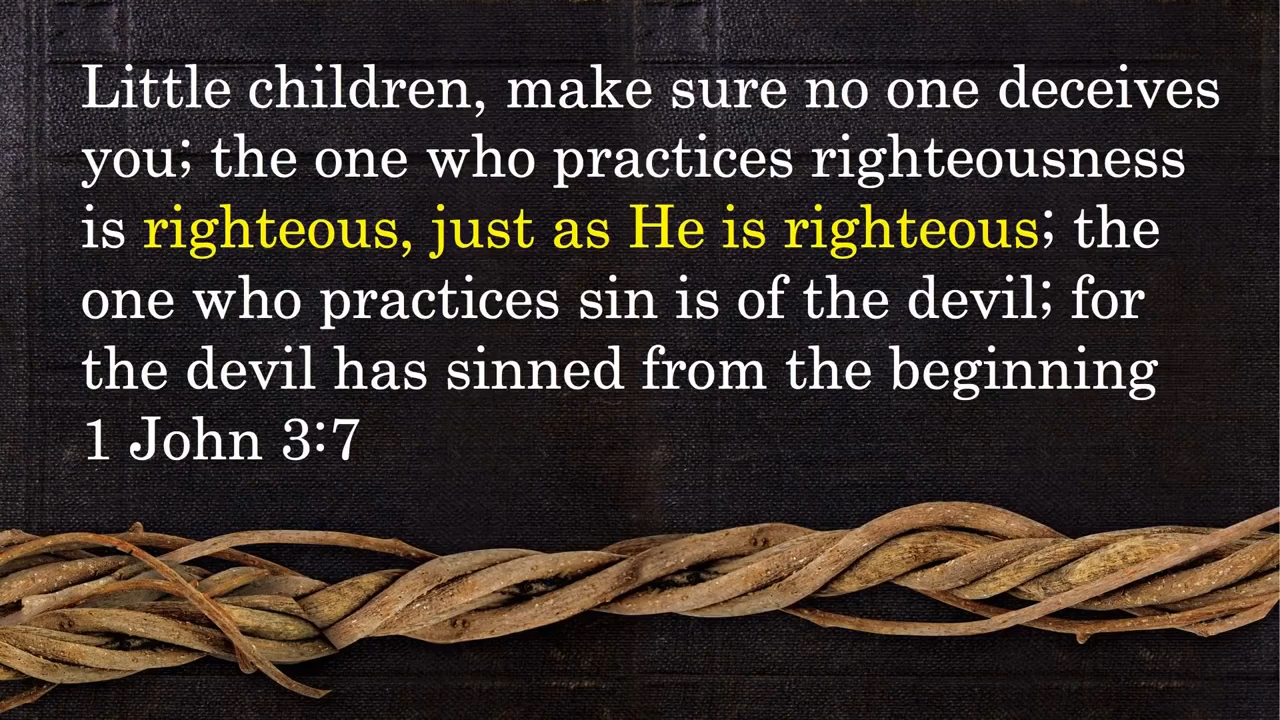 Little children, make sure no one deceives
you; the one who practices righteousness
is righteous, just as He is righteous; the
one who practices sin is of the devil; for
the devil has sinned from the beginning
1 John 3:7